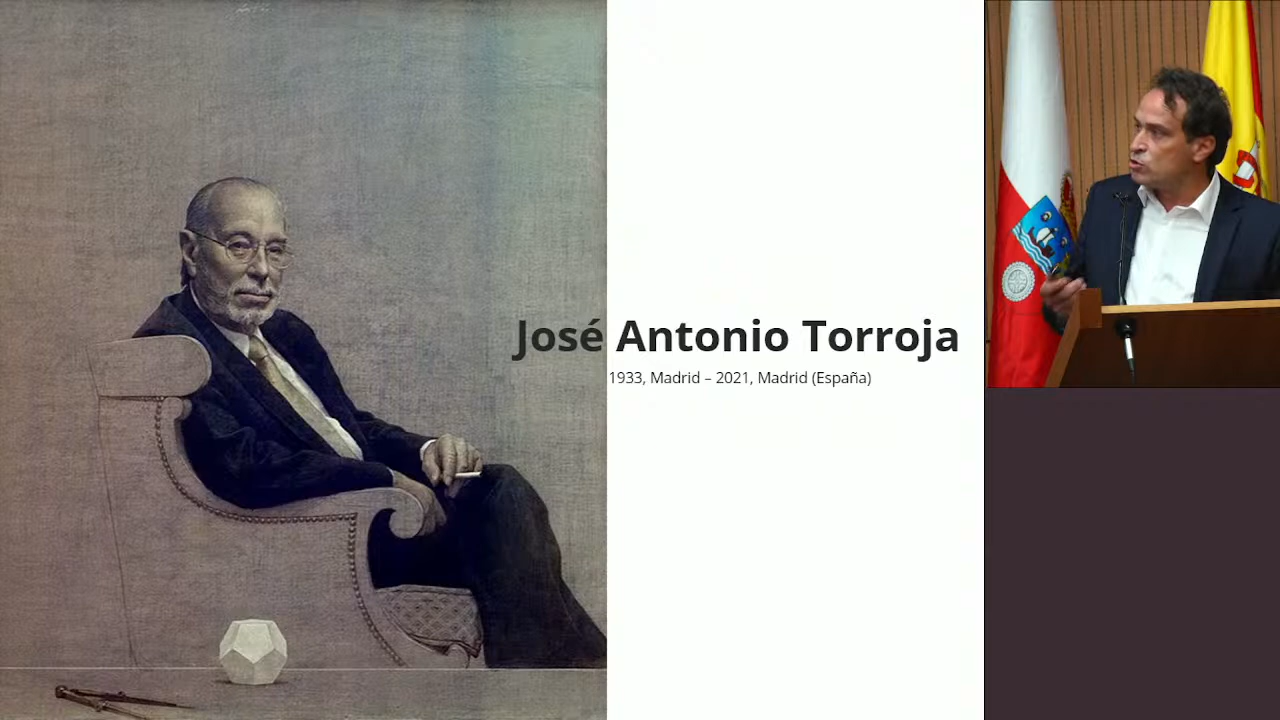 José Antonio Torroja
1933, Madrid – 2021, Madrid (España)